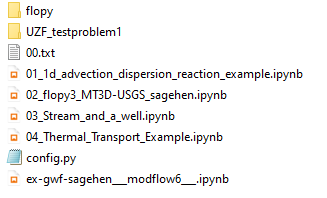 flopy
UZF_testproblem1
00.txt
01_1d_advection_dispersion_reaction_example.ipynb
02_flopy3_MT3D-USGS_sagehen.ipynb
03_Stream_and_a_well.ipynb
04_Thermal_Transport_Example.ipynb
config.py
ex-gwf-sagehen___modflow6___.ipynb